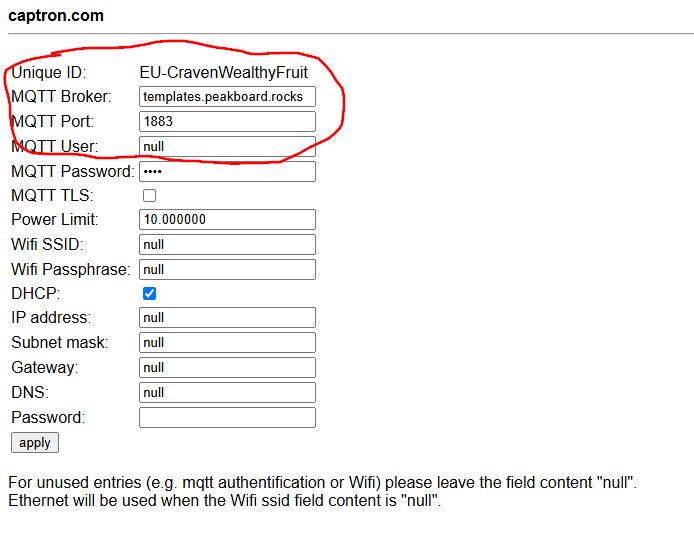 captron.com
Unique ID: EU-CravenWealthyFruit
MQTT Broker: templates.peakboard.rocks
MQTT Port: 1883
MQTT User: null
MQTT Password: ••••
MQTT TLS:
Power Limit: 10.000000
Wifi SSID: null
Wifi Passphrase: null
DHCP:
IP address: null
Subnet mask: null
Gateway: null
DNS: null
Password:
apply
For unused entries (e.g. mqtt authentification or Wifi) please leave the field content "null".
Ethernet will be used when the Wifi ssid field content is "null".